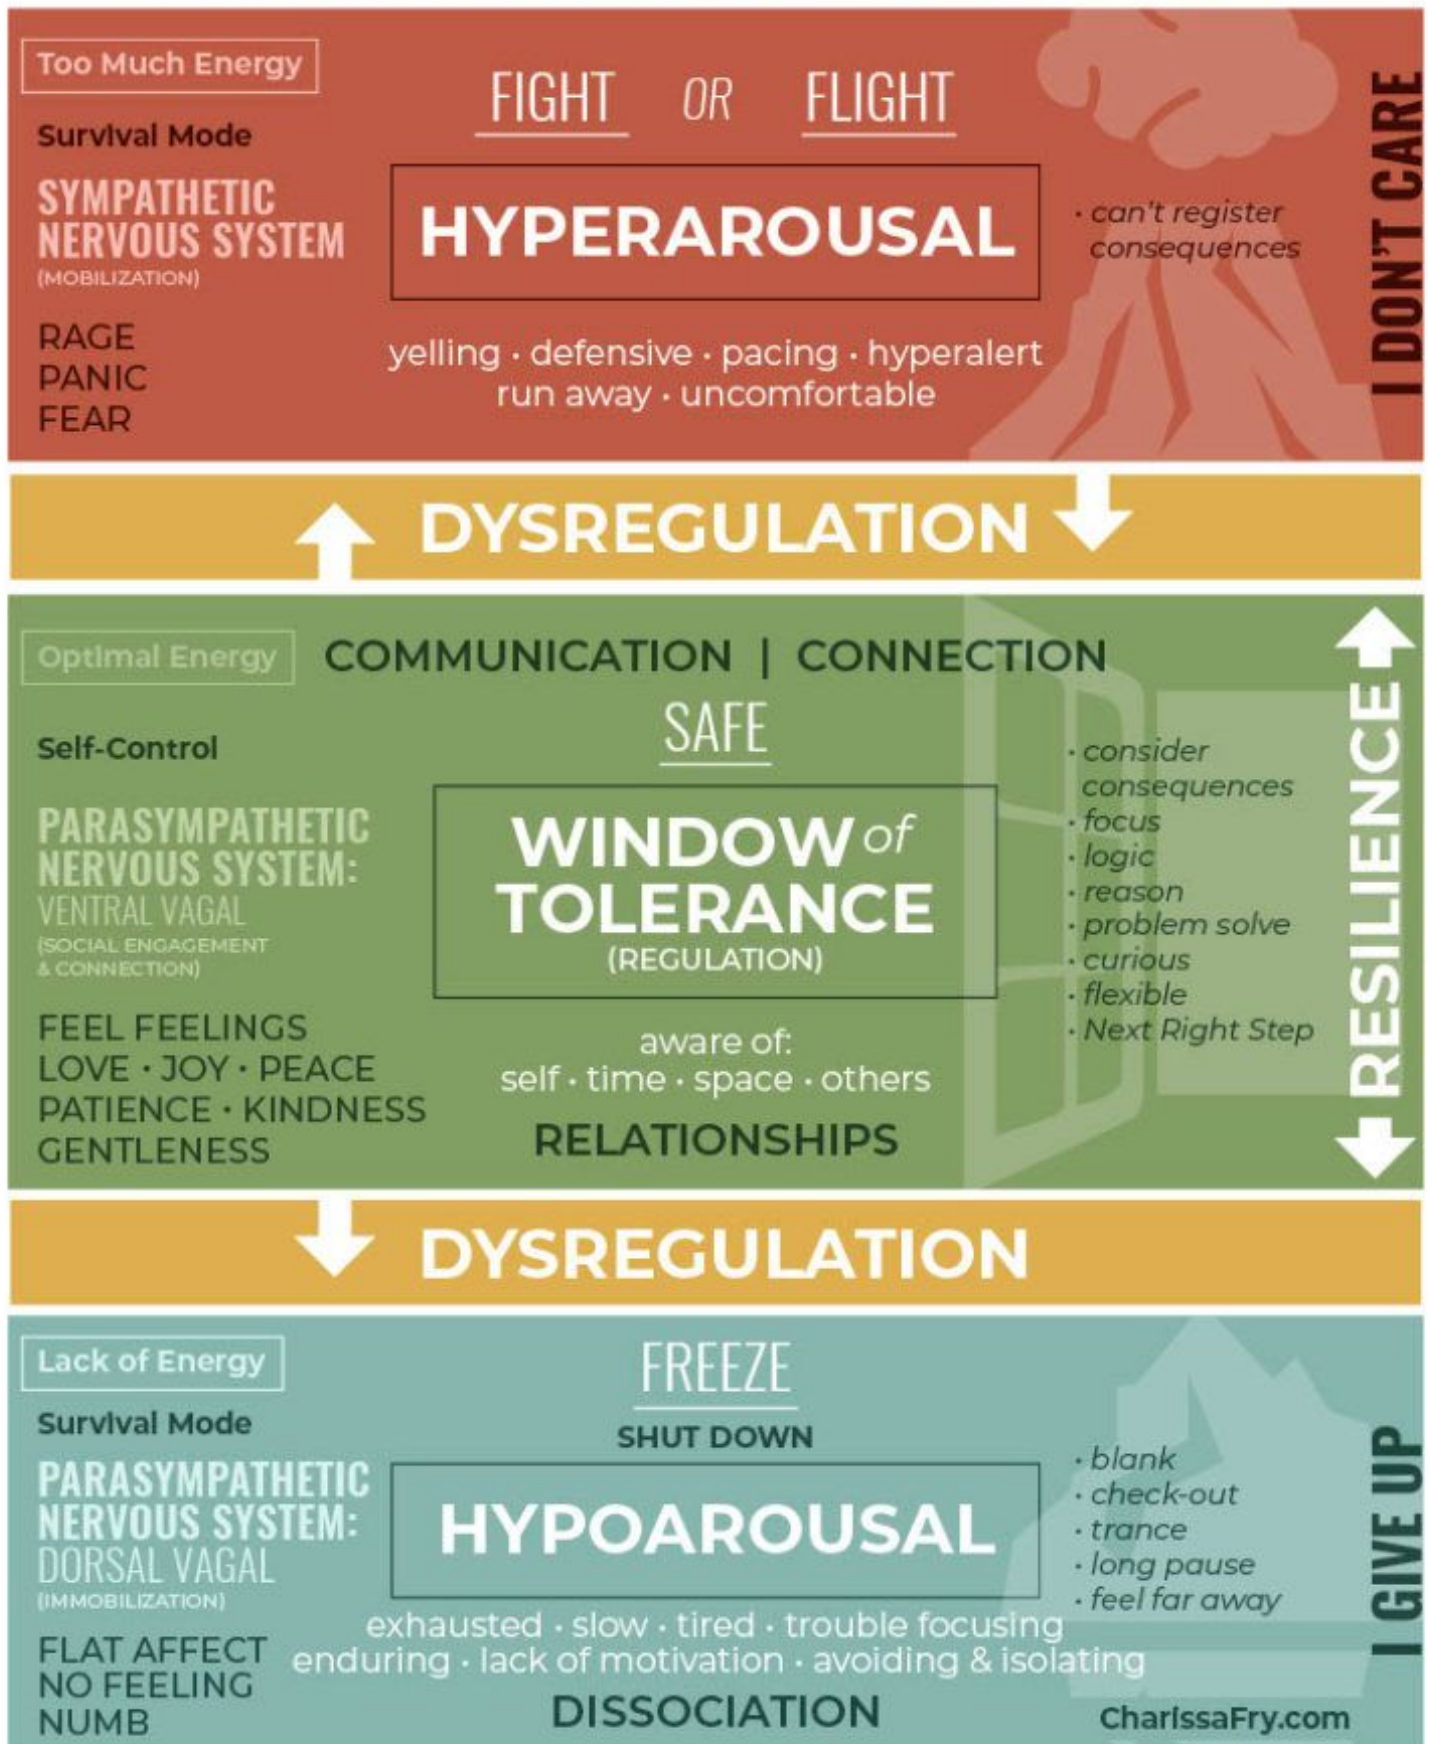 Too Much Energy
Survival Mode
SYMPATHETIC
NERVOUS SYSTEM
(MOBILIZATION)
RAGE
PANIC
FEAR
FIGHT OR FLIGHT
HYPERAROUSAL
yelling · defensive · pacing · hyperalert
run away · uncomfortable
· can't register
consequences
I DON'T CARE
DYSREGULATION
Optimal Energy
COMMUNICATION | CONNECTION
Self-Control
PARASYMPATHETIC
NERVOUS SYSTEM:
VENTRAL VAGAL
(SOCIAL ENGAGEMENT
& CONNECTION)
FEEL FEELINGS
LOVE · JOY · PEACE
PATIENCE · KINDNESS
GENTLENESS
SAFE
WINDOW of
TOLERANCE
(REGULATION)
aware of:
self · time · space · others
RELATIONSHIPS
· consider
consequences
· focus
· logic
· reason
· problem solve
· curious
· flexible
· Next Right Step
RESILIENCE
DYSREGULATION
Lack of Energy
Survival Mode
PARASYMPATHETIC
NERVOUS SYSTEM:
DORSAL VAGAL
(IMMOBILIZATION)
FLAT AFFECT
NO FEELING
NUMB
FREEZE
SHUT DOWN
HYPOAROUSAL
exhausted · slow · tired · trouble focusing
enduring · lack of motivation · avoiding & isolating
DISSOCIATION
· blank
· check-out
· trance
· long pause
· feel far away
I GIVE UP
CharissaFry.com